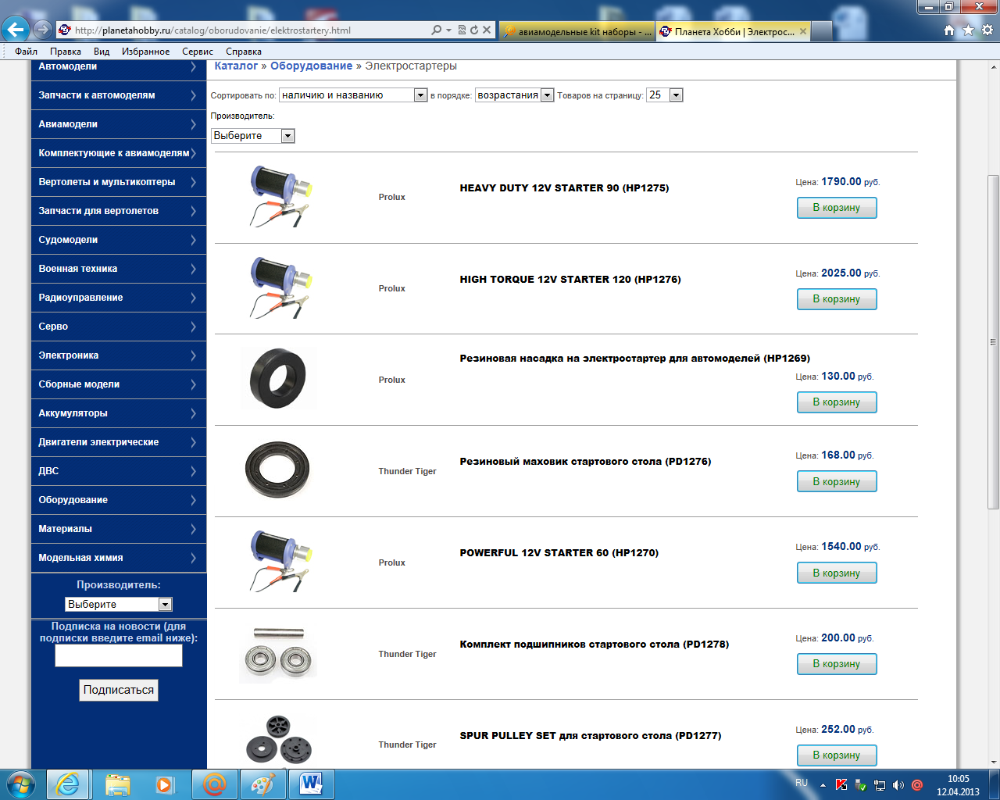 http://planetahobby.ru/catalog/oborudovanie/elektrostartery.html
авиамодельные kit наборы - ...
Планета Хобби | Электрос...
Файл Правка Вид Избранное Сервис Справка
Автомодели
Запчасти к автомоделям
Авиамодели
Комплектующие к авиамоделям
Вертолеты и мультикоптеры
Запчасти для вертолетов
Судомодели
Военная техника
Радиоуправление
Серво
Электроника
Сборные модели
Аккумуляторы
Двигатели электрические
ДВС
Оборудование
Материалы
Модельная химия
Производитель:
Выберите
Подписка на новости (для
подписки введите email ниже):
Подписаться
Каталог » Оборудование » Электростартеры
Сортировать по: наличию и названию в порядке: возрастания Товаров на страницу: 25
Производитель:
Выберите
Prolux
HEAVY DUTY 12V STARTER 90 (HP1275)
Цена: 1790.00 руб.
В корзину
Prolux
HIGH TORQUE 12V STARTER 120 (HP1276)
Цена: 2025.00 руб.
В корзину
Prolux
Резиновая насадка на электростартер для автомоделей (HP1269)
Цена: 130.00 руб.
В корзину
Thunder Tiger
Резиновый маховик стартового стола (PD1276)
Цена: 168.00 руб.
В корзину
Prolux
POWERFUL 12V STARTER 60 (HP1270)
Цена: 1540.00 руб.
В корзину
Thunder Tiger
Комплект подшипников стартового стола (PD1278)
Цена: 200.00 руб.
В корзину
Thunder Tiger
SPUR PULLEY SET для стартового стола (PD1277)
Цена: 252.00 руб.
В корзину
RU
10:05
12.04.2013